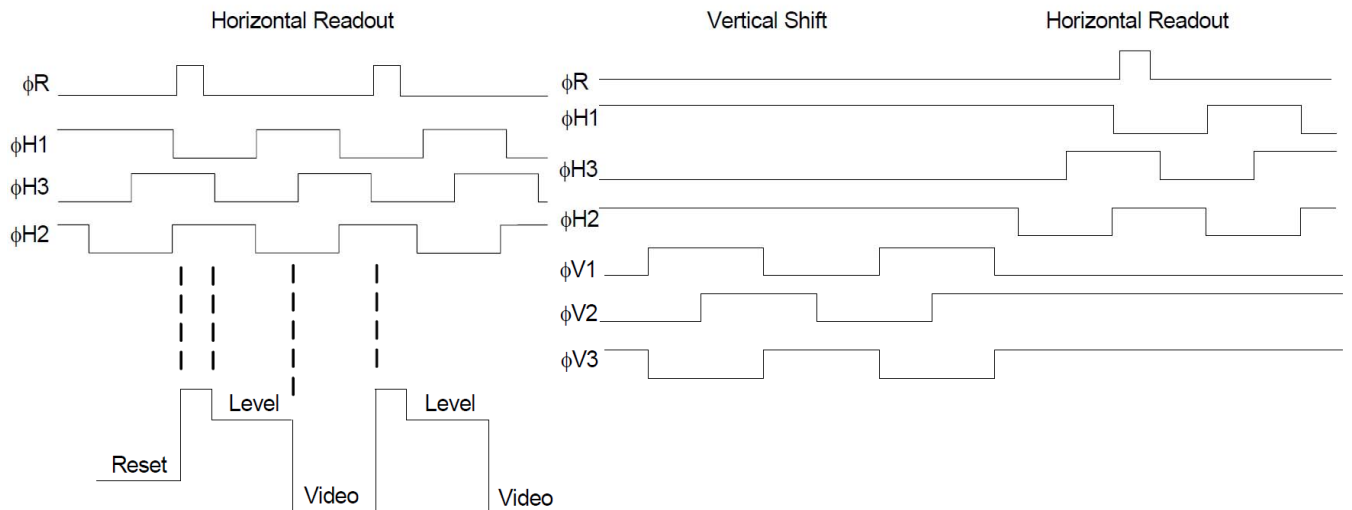 Horizontal Readout
ϕR
ϕH1
ϕH3
ϕH2
Level
Level
Reset
Video
Video
Vertical Shift
Horizontal Readout
ϕR
ϕH1
ϕH3
ϕH2
ϕV1
ϕV2
ϕV3